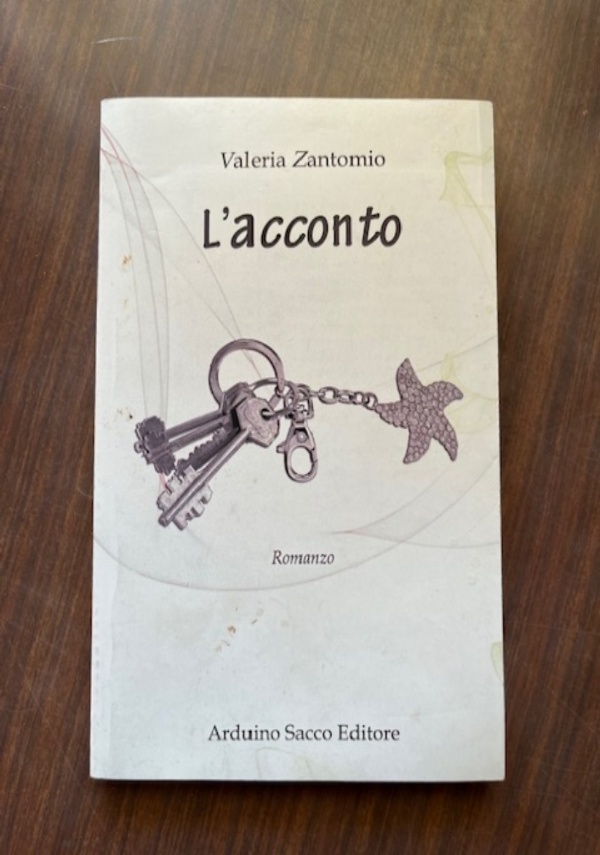 Valeria Zantomio
L'acconto
Romanzo
Arduino Sacco Editore